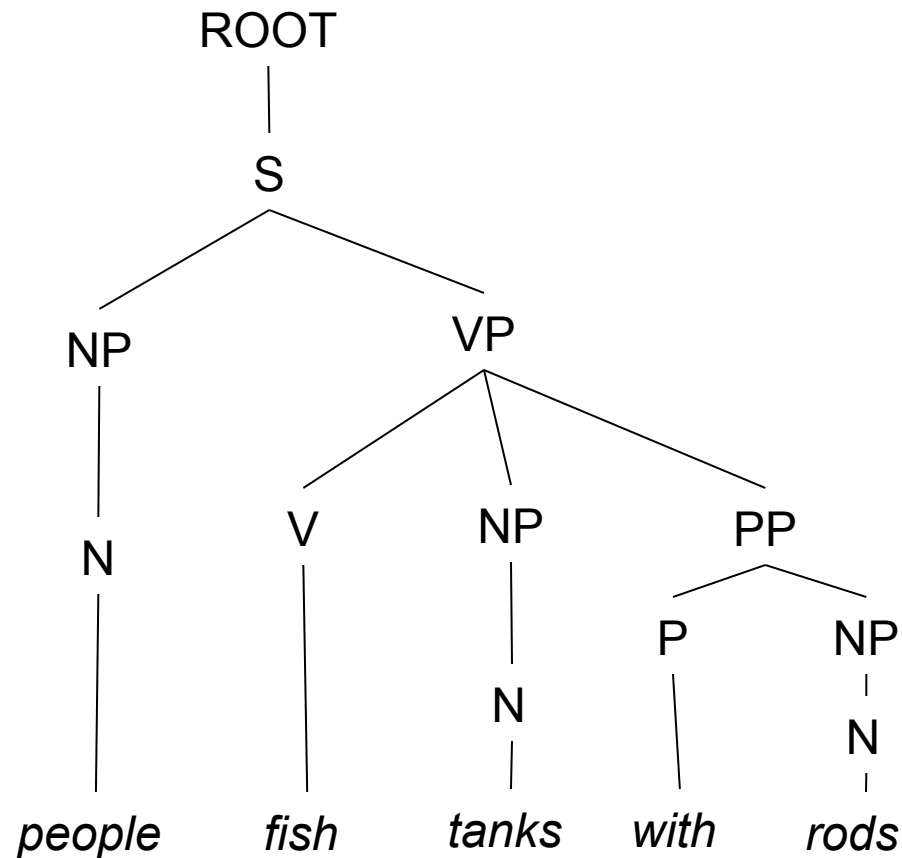 ROOT
S
NP VP
V NP PP
N
P NP
N
N
people fish tanks with rods